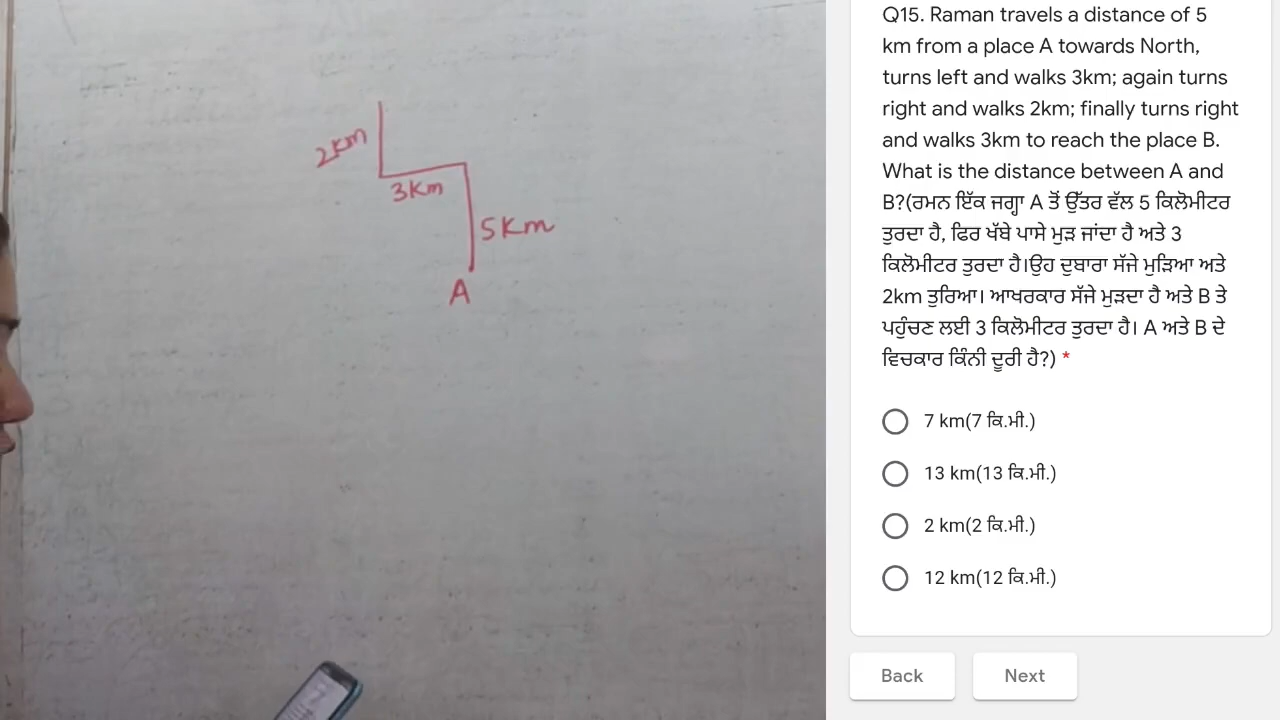 2km
3km
5km
A
Q15. Raman travels a distance of 5
km from a place A towards North,
turns left and walks 3km; again turns
right and walks 2km; finally turns right
and walks 3km to reach the place B.
What is the distance between A and
B?(ਰਮਨ ਇੱਕ ਜਗ੍ਹਾ A ਤੋਂ ਉੱਤਰ ਵੱਲ 5 ਕਿਲੋਮੀਟਰ
ਤੁਰਦਾ ਹੈ, ਫਿਰ ਖੱਬੇ ਪਾਸੇ ਮੁੜ ਜਾਂਦਾ ਹੈ ਅਤੇ 3
ਕਿਲੋਮੀਟਰ ਤੁਰਦਾ ਹੈ।ਉਹ ਦੁਬਾਰਾ ਸੱਜੇ ਮੁੜਿਆ ਅਤੇ
2km ਤੁਰਿਆ। ਆਖਰਕਾਰ ਸੱਜੇ ਮੁੜਦਾ ਹੈ ਅਤੇ B ਤੇ
ਪਹੁੰਚਣ ਲਈ 3 ਕਿਲੋਮੀਟਰ ਤੁਰਦਾ ਹੈ। A ਅਤੇ B ਦੇ
ਵਿਚਕਾਰ ਕਿੰਨੀ ਦੂਰੀ ਹੈ?) *
7 km(7 ਕਿ.ਮੀ.)
13 km(13 ਕਿ.ਮੀ.)
2 km(2 ਕਿ.ਮੀ.)
12 km(12 ਕਿ.ਮੀ.)
Back
Next